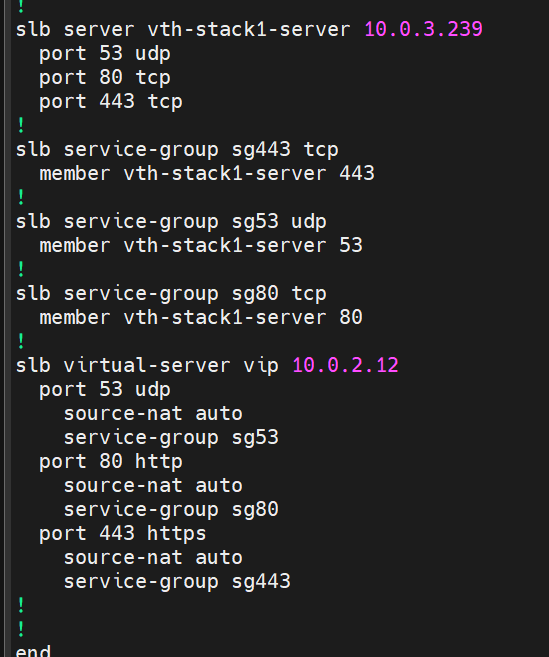 !
slb server vth-stack1-server 10.0.3.239
  port 53 udp
  port 80 tcp
  port 443 tcp
!
slb service-group sg443 tcp
  member vth-stack1-server 443
!
slb service-group sg53 udp
  member vth-stack1-server 53
!
slb service-group sg80 tcp
  member vth-stack1-server 80
!
slb virtual-server vip 10.0.2.12
  port 53 udp
    source-nat auto
    service-group sg53
  port 80 http
    source-nat auto
    service-group sg80
  port 443 https
    source-nat auto
    service-group sg443
!
!
end